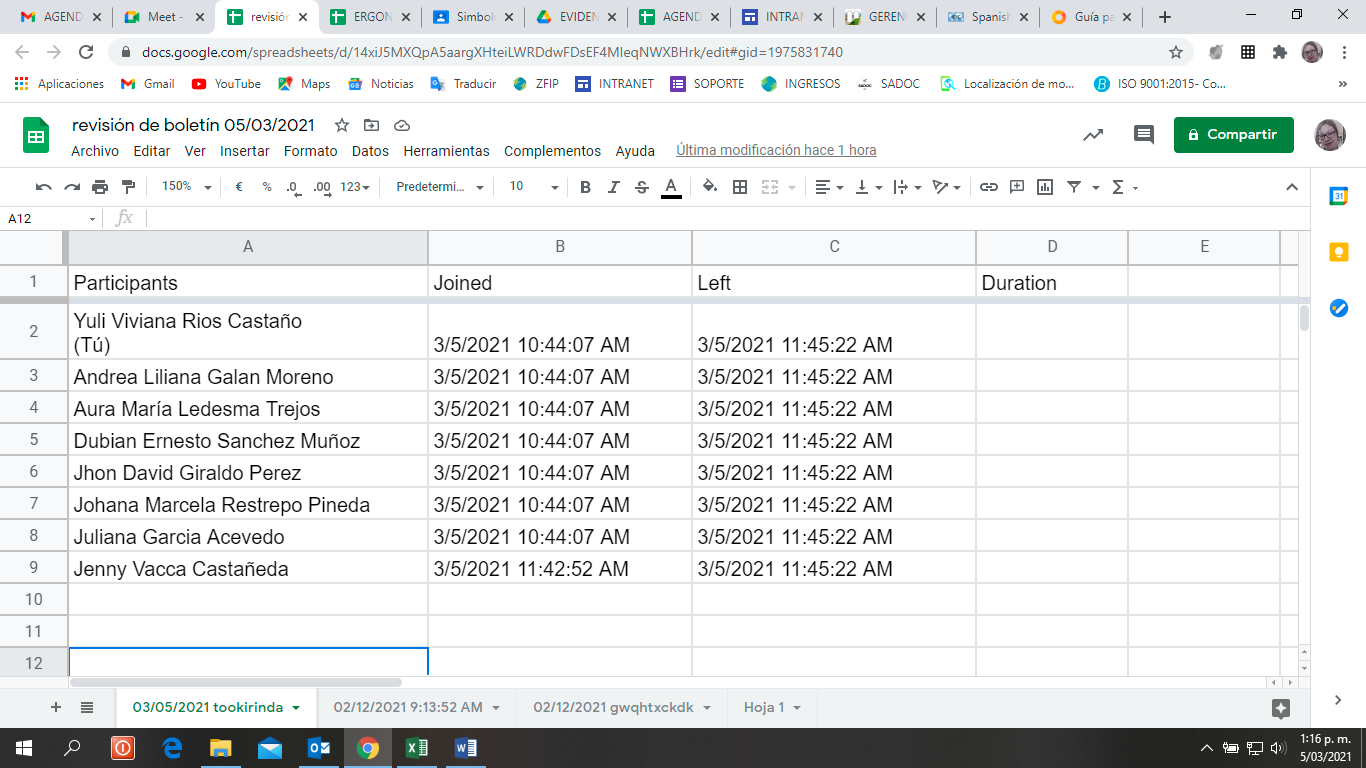 AGEND
Meet -
revisión
ERGON
Simbol
EVIDEN
AGEND
INTRAN
GEREN
Spanish
Guía pa
docs.google.com/spreadsheets/d/14xiJ5MXQpA5aargXHteiLWRDdwFDsEF4MIeqNWXBHrk/edit#gid=1975831740
Aplicaciones
Gmail
YouTube
Maps
Noticias
Traducir
ZFIP
INTRANET
SOPORTE
INGRESOS
SADOC
Localización de mo...
ISO 9001:2015- Co...
revisión de boletín 05/03/2021
Archivo Editar Ver Insertar Formato Datos Herramientas Complementos Ayuda Última modificación hace 1 hora
Compartir
150% € % .0 .00 123 Predetermi... 10 B I S A Σ
31
A12 fx
A B C D E
1 Participants Joined Left Duration
2 Yuli Viviana Rios Castaño
(Tú) 3/5/2021 10:44:07 AM 3/5/2021 11:45:22 AM
3 Andrea Liliana Galan Moreno 3/5/2021 10:44:07 AM 3/5/2021 11:45:22 AM
4 Aura María Ledesma Trejos 3/5/2021 10:44:07 AM 3/5/2021 11:45:22 AM
5 Dubian Ernesto Sanchez Muñoz 3/5/2021 10:44:07 AM 3/5/2021 11:45:22 AM
6 Jhon David Giraldo Perez 3/5/2021 10:44:07 AM 3/5/2021 11:45:22 AM
7 Johana Marcela Restrepo Pineda 3/5/2021 10:44:07 AM 3/5/2021 11:45:22 AM
8 Juliana Garcia Acevedo 3/5/2021 10:44:07 AM 3/5/2021 11:45:22 AM
9 Jenny Vacca Castañeda 3/5/2021 11:42:52 AM 3/5/2021 11:45:22 AM
10
11
12
03/05/2021 tookirinda 02/12/2021 9:13:52 AM 02/12/2021 gwqhtxckdk Hoja 1
1:16 p. m.
5/03/2021